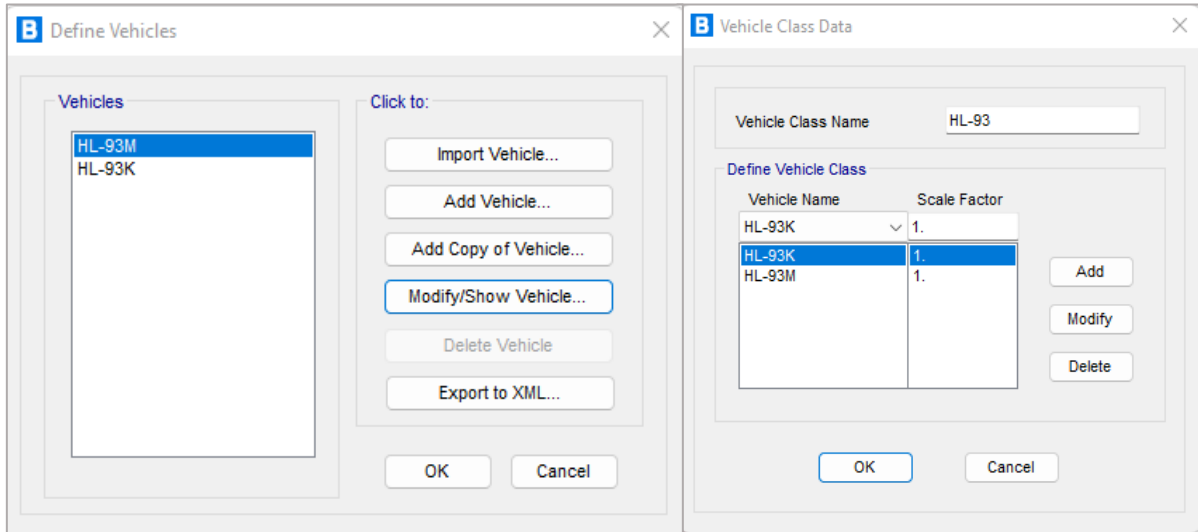 B Define Vehicles
Vehicles
HL-93M
HL-93K
Click to:
Import Vehicle...
Add Vehicle...
Add Copy of Vehicle...
Modify/Show Vehicle...
Delete Vehicle
Export to XML...
OK Cancel
B Vehicle Class Data
Vehicle Class Name HL-93
Define Vehicle Class
Vehicle Name Scale Factor
HL-93K 1.
HL-93K 1.
HL-93M 1.
Add
Modify
Delete
OK Cancel